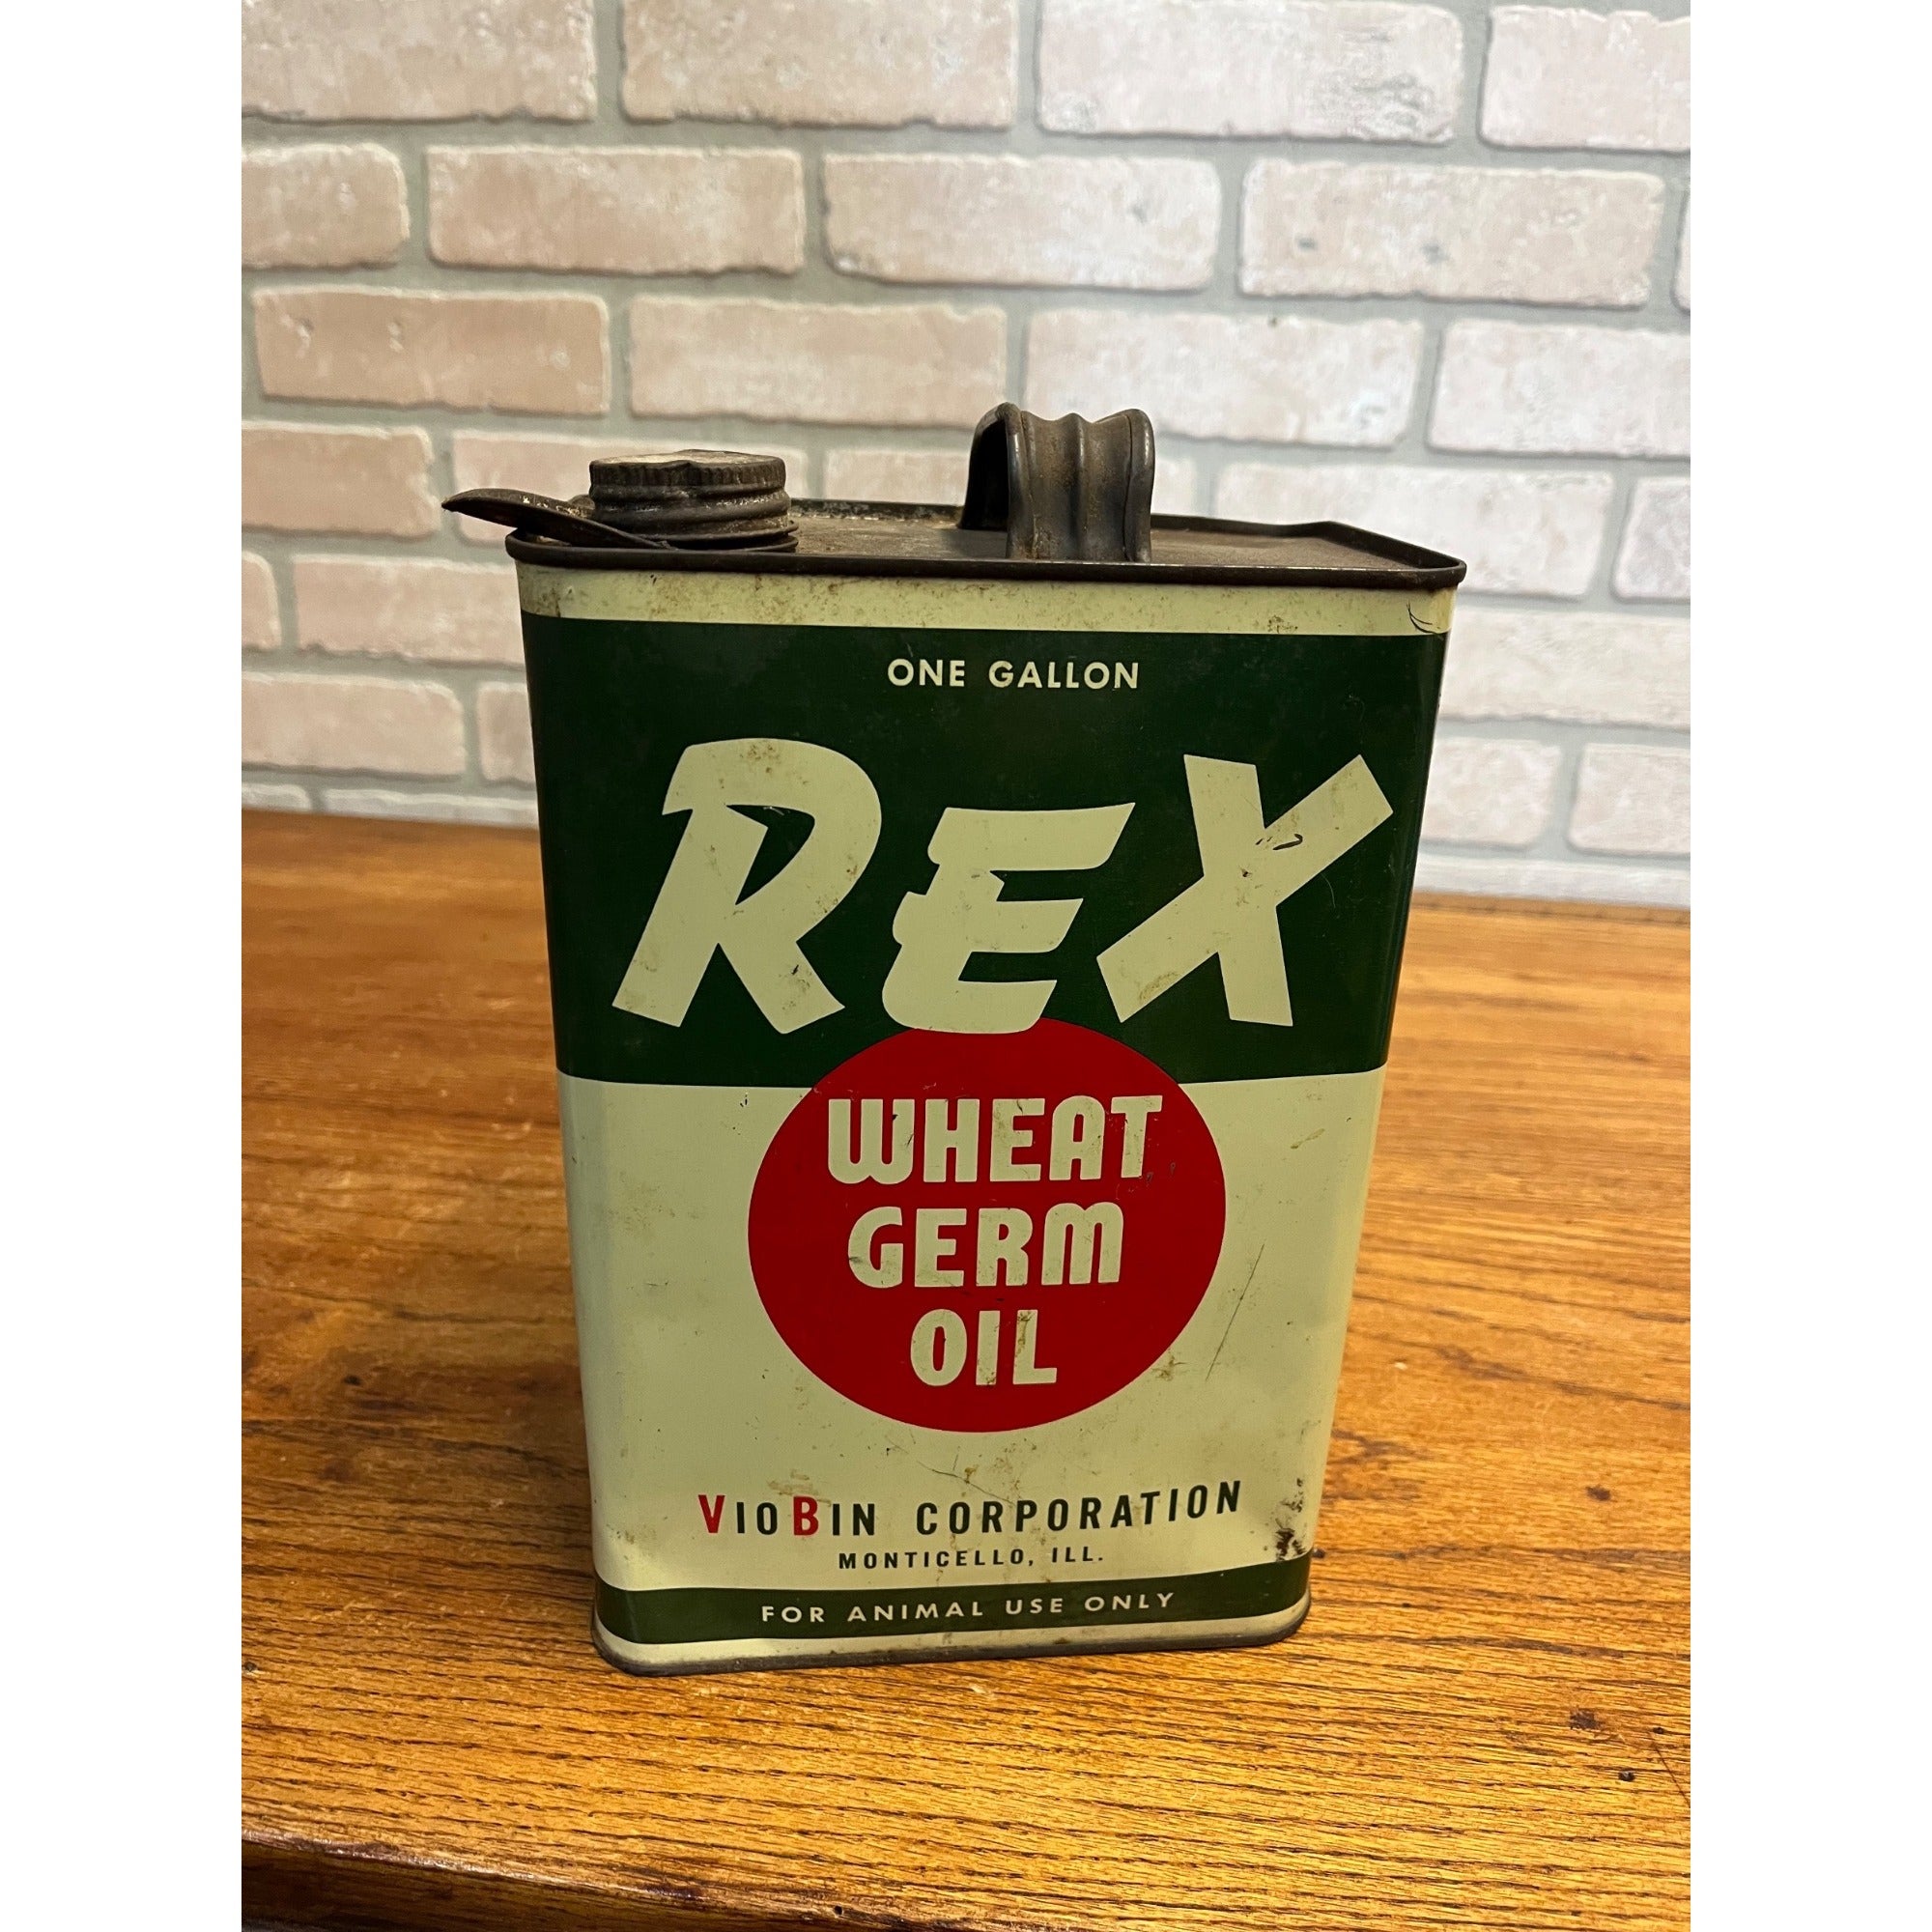 ONE GALLON
REX
WHEAT
GERM
OIL
VIOBIN CORPORATION
MONTICELLO, ILL.
FOR ANIMAL USE ONLY